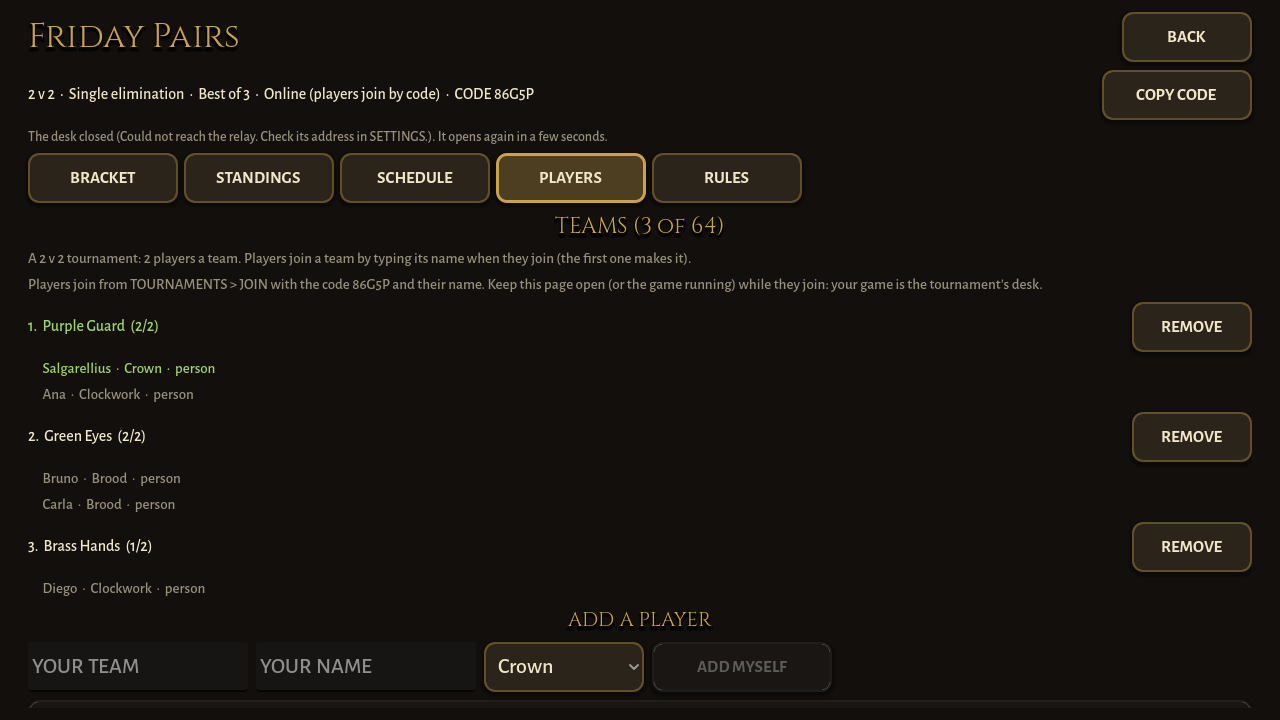 Friday Pairs
BACK
2 v 2 · Single elimination · Best of 3 · Online (players join by code) · CODE 86G5P
COPY CODE
The desk closed (Could not reach the relay. Check its address in SETTINGS.). It opens again in a few seconds.
BRACKET
STANDINGS
SCHEDULE
PLAYERS
RULES
TEAMS (3 OF 64)
A 2 v 2 tournament: 2 players a team. Players join a team by typing its name when they join (the first one makes it).
Players join from TOURNAMENTS > JOIN with the code 86G5P and their name. Keep this page open (or the game running) while they join: your game is the tournament's desk.
1. Purple Guard (2/2)
REMOVE
Salgarellius · Crown · person
Ana · Clockwork · person
2. Green Eyes (2/2)
REMOVE
Bruno · Brood · person
Carla · Brood · person
3. Brass Hands (1/2)
REMOVE
Diego · Clockwork · person
ADD A PLAYER
YOUR TEAM
YOUR NAME
Crown
ADD MYSELF